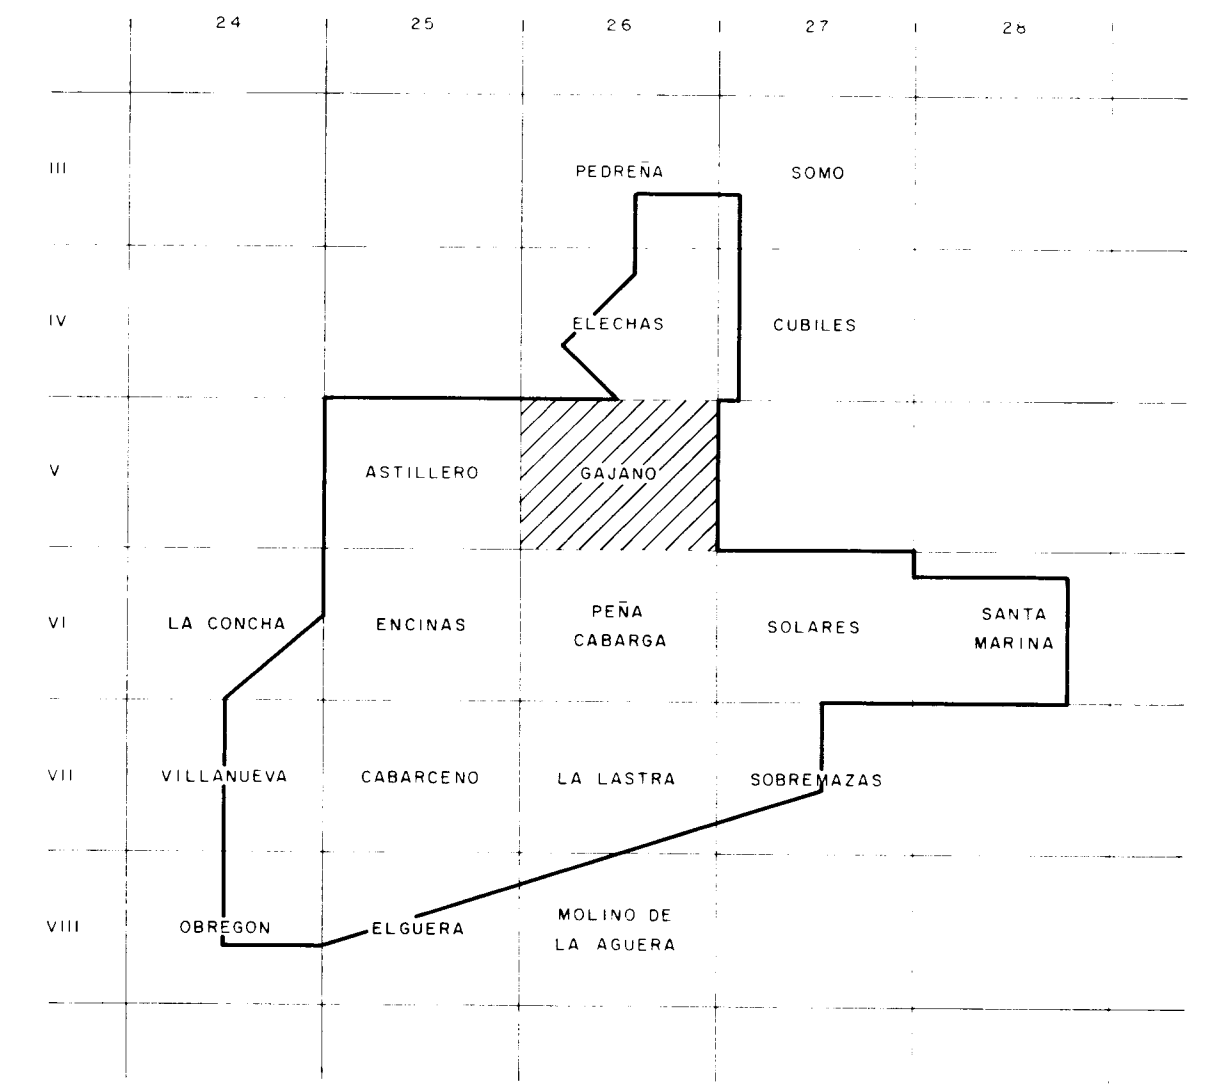 24 25 26 27 28
III PEDREÑA SOMO
IV ELECHAS CUBILES
V ASTILLERO GAJANO
VI LA CONCHA ENCINAS PEÑA CABARGA SOLARES SANTA MARINA
VII VILLANUEVA CABARCENO LA LASTRA SOBREMAZAS
VIII OBREGON ELGUERA MOLINO DE LA AGUERA